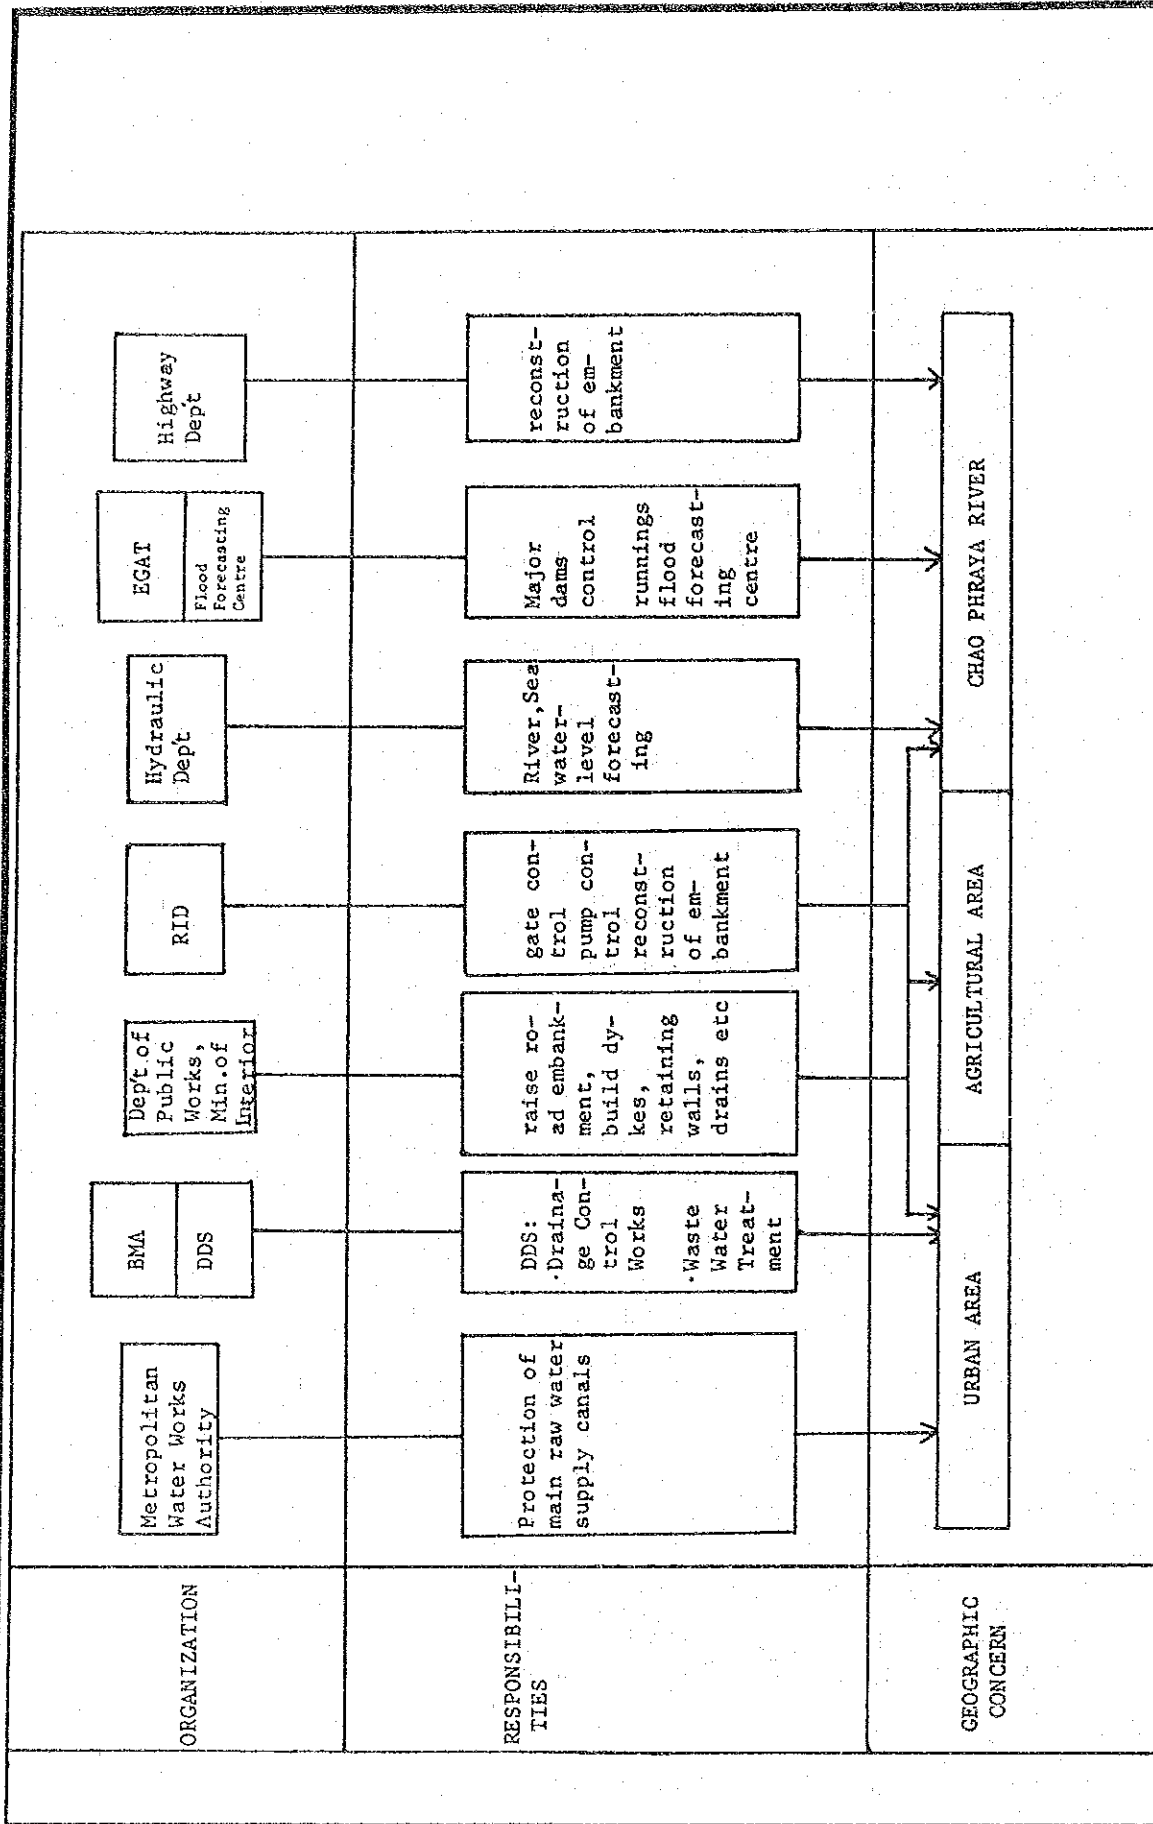 ORGANIZATION
Metropolitan
Water Works
Authority
BMA
DDS
Dep't.of
Public
Works,
Min.of
Interior
RID
Hydraulic
Dep't
EGAT
Flood
Forecasting
Centre
Highway
Dep't
RESPONSIBILI-
TIES
Protection of
main raw water
supply canals
DDS:
·Draina-
ge Con-
trol
Works
·Waste
Water
Treat-
ment
raise ro-
ad embank-
ment,
build dy-
kes,
retaining
walls,
drains etc
gate con-
trol
pump con-
trol
reconst-
ruction
of em-
bankment
River,Sea
water-
level
forecast-
ing
Major
dams
control
runnings
flood
forecast-
ing
centre
reconst-
ruction
of em-
bankment
GEOGRAPHIC
CONCERN
URBAN AREA
AGRICULTURAL AREA
CHAO PHRAYA RIVER